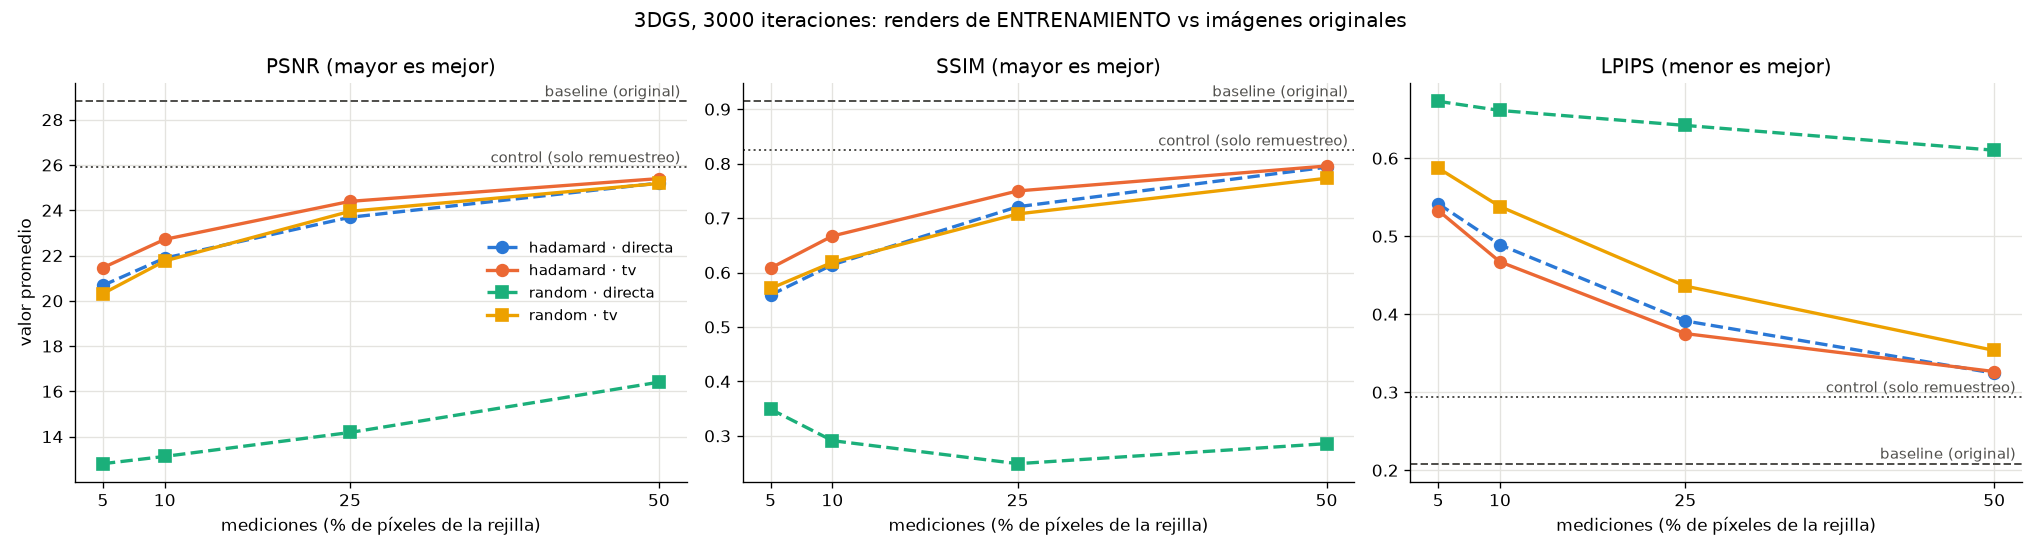 3DGS, 3000 iteraciones: renders de ENTRENAMIENTO vs imágenes originales
PSNR (mayor es mejor)
baseline (original)
control (solo remuestreo)
valor promedio
28
26
24
22
20
18
16
14
hadamard · directa
hadamard · tv
random · directa
random · tv
5 10 25 50
mediciones (% de píxeles de la rejilla)
SSIM (mayor es mejor)
baseline (original)
control (solo remuestreo)
0.9
0.8
0.7
0.6
0.5
0.4
0.3
5 10 25 50
mediciones (% de píxeles de la rejilla)
LPIPS (menor es mejor)
0.6
0.5
0.4
0.3
0.2
control (solo remuestreo)
baseline (original)
5 10 25 50
mediciones (% de píxeles de la rejilla)